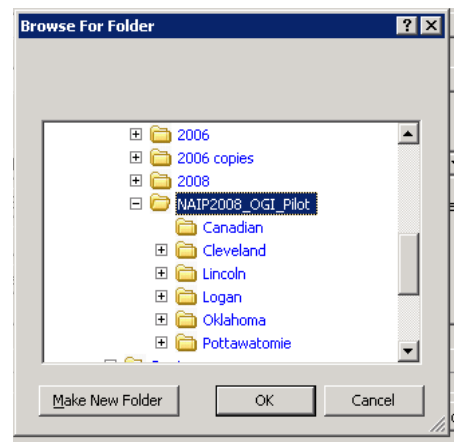 Browse For Folder
2006
2006 copies
2008
NAIP2008_OGI_Pilot
Canadian
Cleveland
Lincoln
Logan
Oklahoma
Pottawatomie
Make New Folder OK Cancel